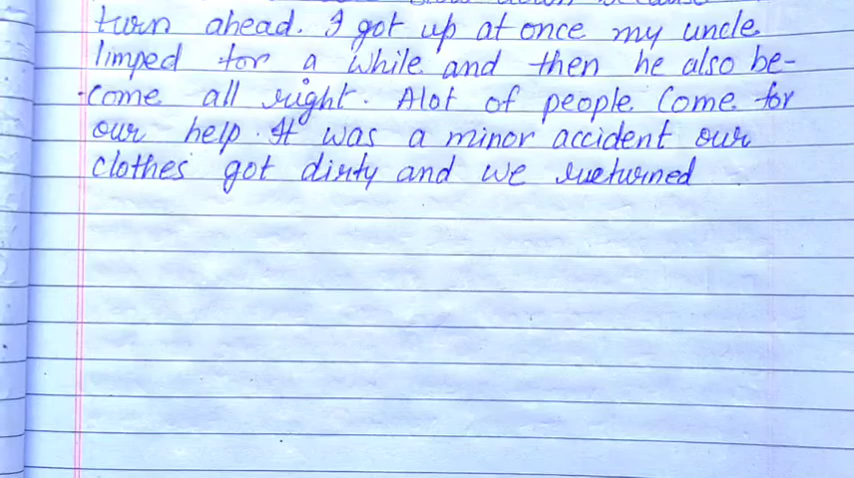 turn ahead. I got up at once my uncle
limped for a while and then he also be-
come all right. Alot of people come for
our help. It was a minor accident our
clothes got dirty and we rueturned